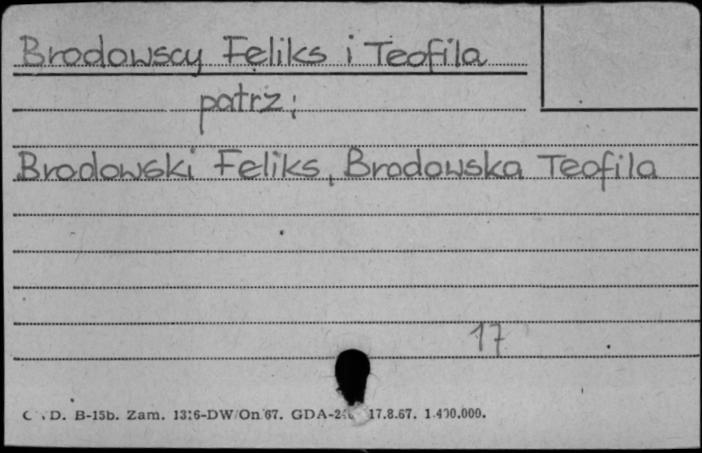 Brodowscy Feliks i Teofila
patrz:
Brodowski Feliks, Brodowska Teofila
17
D. B-15b. Zam. 1316-DW/On/67. GDA- 17.8.67. 1.400.000.